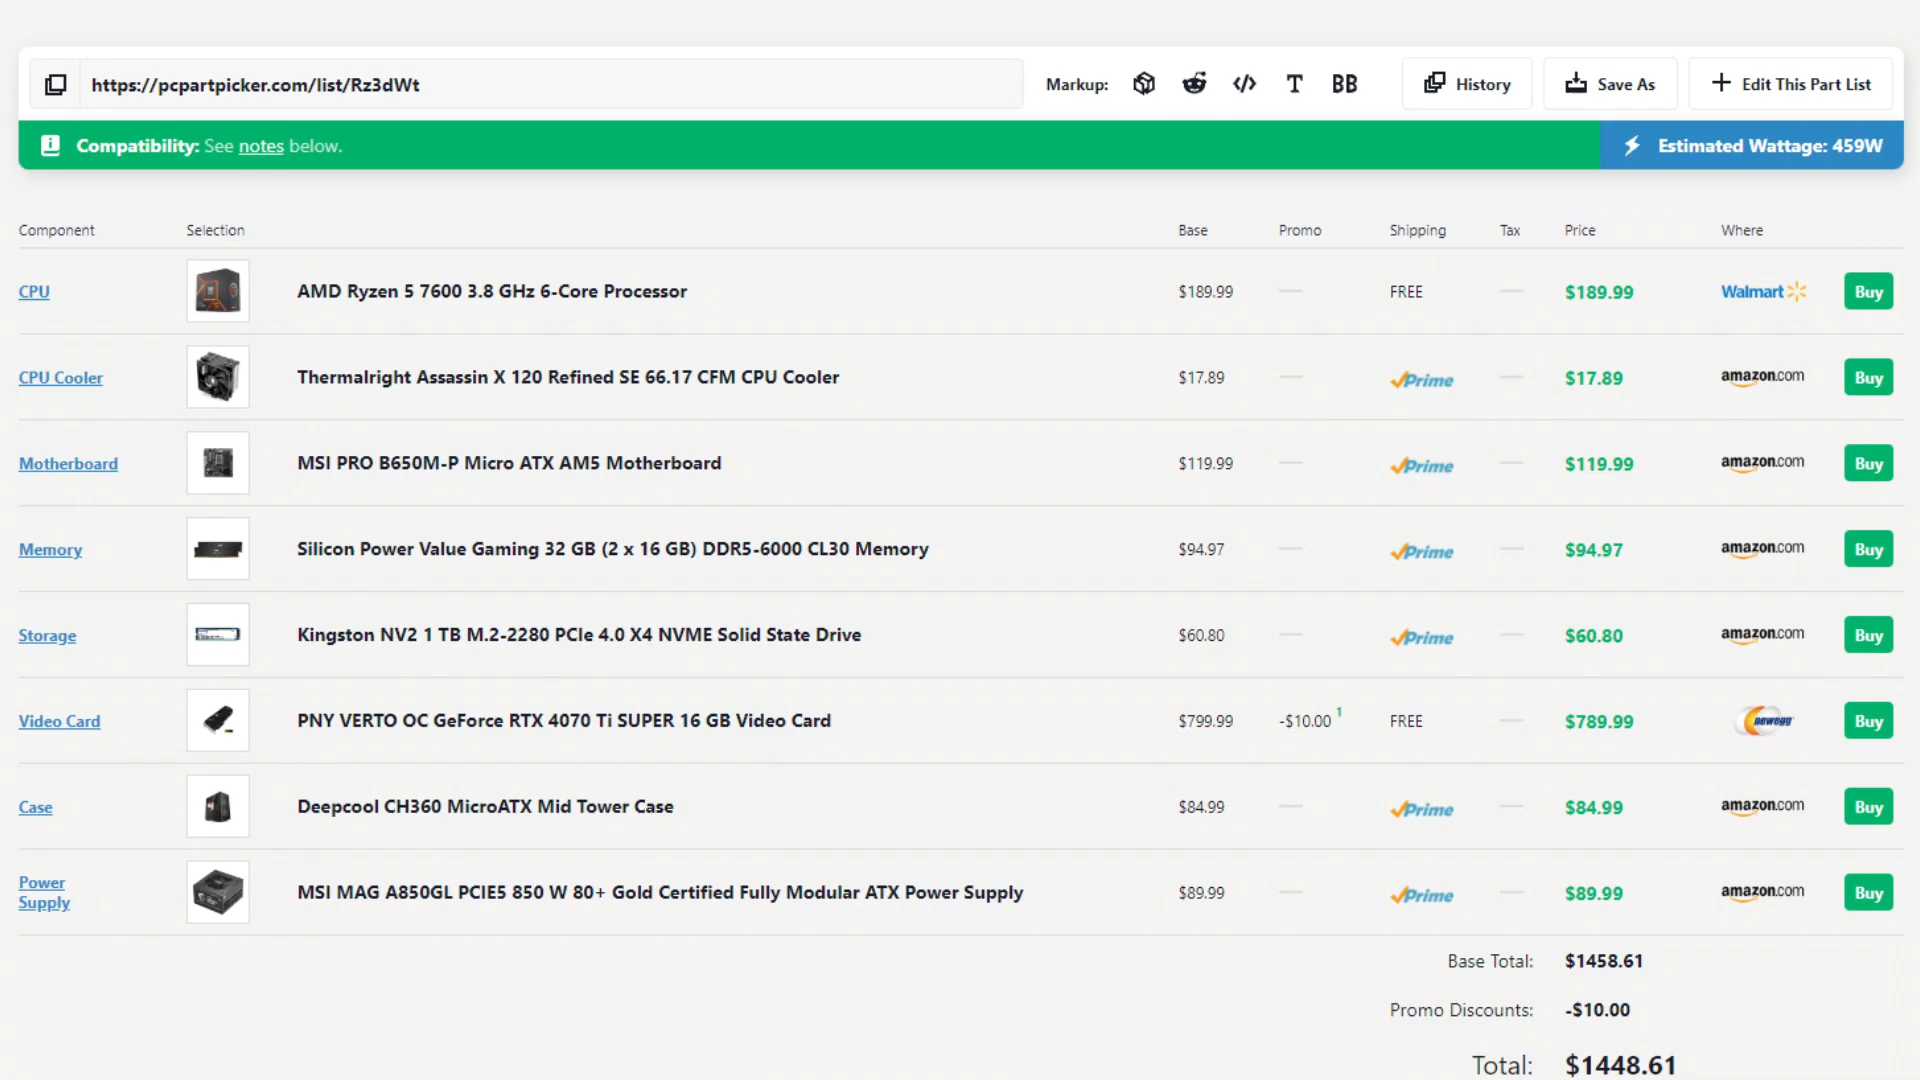 https://pcpartpicker.com/list/Rz3dWt Markup: T BB History Save As Edit This Part List
Compatibility: See notes below. Estimated Wattage: 459W
Component Selection Base Promo Shipping Tax Price Where
CPU AMD Ryzen 5 7600 3.8 GHz 6-Core Processor $189.99 — FREE — $189.99 Walmart Buy
CPU Cooler Thermalright Assassin X 120 Refined SE 66.17 CFM CPU Cooler $17.89 — Prime — $17.89 amazon.com Buy
Motherboard MSI PRO B650M-P Micro ATX AM5 Motherboard $119.99 — Prime — $119.99 amazon.com Buy
Memory Silicon Power Value Gaming 32 GB (2 x 16 GB) DDR5-6000 CL30 Memory $94.97 — Prime — $94.97 amazon.com Buy
Storage Kingston NV2 1 TB M.2-2280 PCIe 4.0 X4 NVME Solid State Drive $60.80 — Prime — $60.80 amazon.com Buy
Video Card PNY VERTO OC GeForce RTX 4070 Ti SUPER 16 GB Video Card $799.99 -$10.00 1 FREE — $789.99 newegg Buy
Case Deepcool CH360 MicroATX Mid Tower Case $84.99 — Prime — $84.99 amazon.com Buy
Power
Supply MSI MAG A850GL PCIE5 850 W 80+ Gold Certified Fully Modular ATX Power Supply $89.99 — Prime — $89.99 amazon.com Buy
Base Total: $1458.61
Promo Discounts: -$10.00
Total: $1448.61